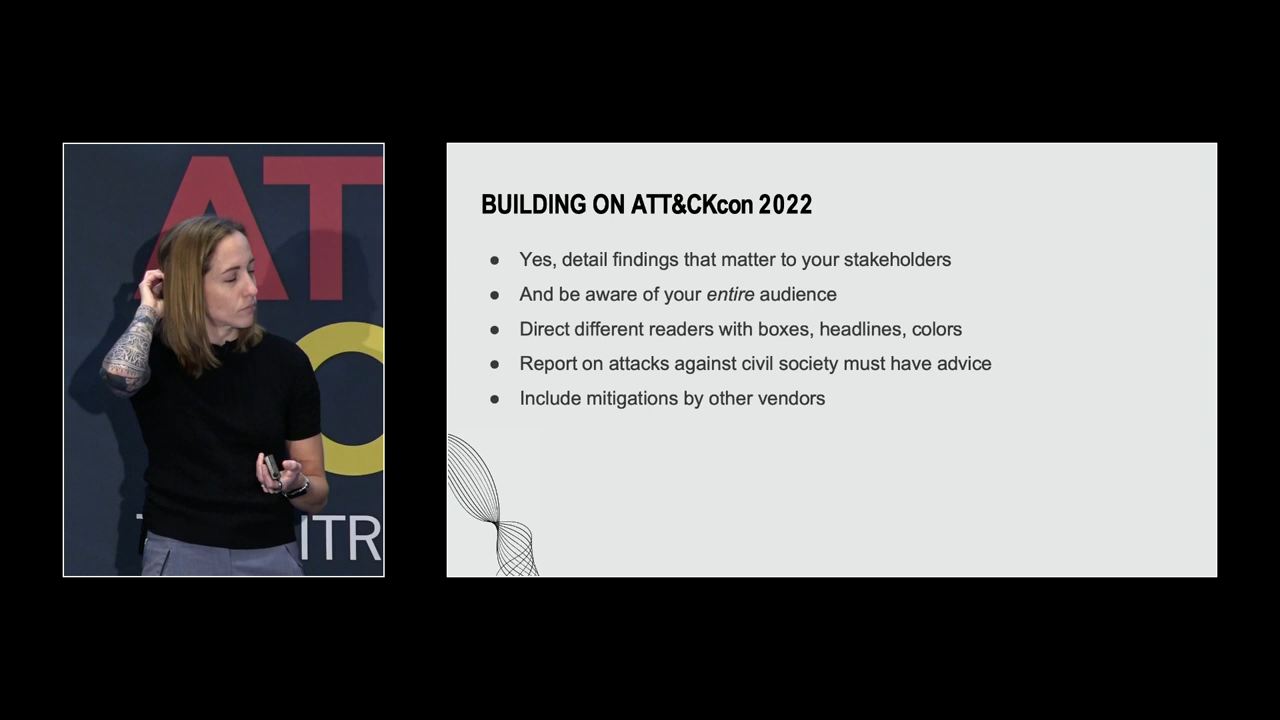 AT
O
ITR
BUILDING ON ATT&CKcon 2022
● Yes, detail findings that matter to your stakeholders
● And be aware of your entire audience
● Direct different readers with boxes, headlines, colors
● Report on attacks against civil society must have advice
● Include mitigations by other vendors